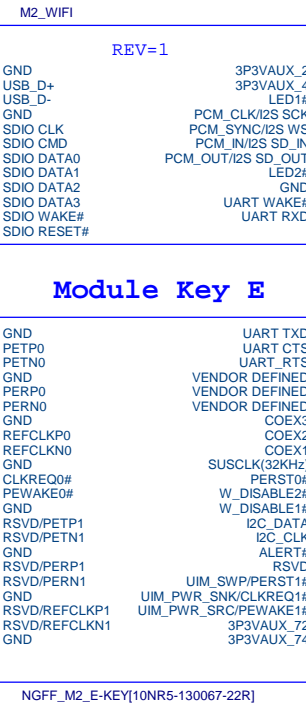 M2_WIFI
REV=1
GND 3P3VAUX_2
USB_D+ 3P3VAUX_4
USB_D- LED1#
GND PCM_CLK/I2S SCK
SDIO CLK PCM_SYNC/I2S WS
SDIO CMD PCM_IN/I2S SD_IN
SDIO DATA0 PCM_OUT/I2S SD_OUT
SDIO DATA1 LED2#
SDIO DATA2 GND
SDIO DATA3 UART WAKE#
SDIO WAKE# UART RXD
SDIO RESET#
Module Key E
GND UART TXD
PETP0 UART CTS
PETN0 UART_RTS
GND VENDOR DEFINED
PERP0 VENDOR DEFINED
PERN0 VENDOR DEFINED
GND COEX3
REFCLKP0 COEX2
REFCLKN0 COEX1
GND SUSCLK(32KHz)
CLKREQ0# PERST0#
PEWAKE0# W_DISABLE2#
GND W_DISABLE1#
RSVD/PETP1 I2C_DATA
RSVD/PETN1 I2C_CLK
GND ALERT#
RSVD/PERP1 RSVD
RSVD/PERN1 UIM_SWP/PERST1#
GND UIM_PWR_SNK/CLKREQ1#
RSVD/REFCLKP1 UIM_PWR_SRC/PEWAKE1#
RSVD/REFCLKN1 3P3VAUX_72
GND 3P3VAUX_74
NGFF_M2_E-KEY[10NR5-130067-22R]